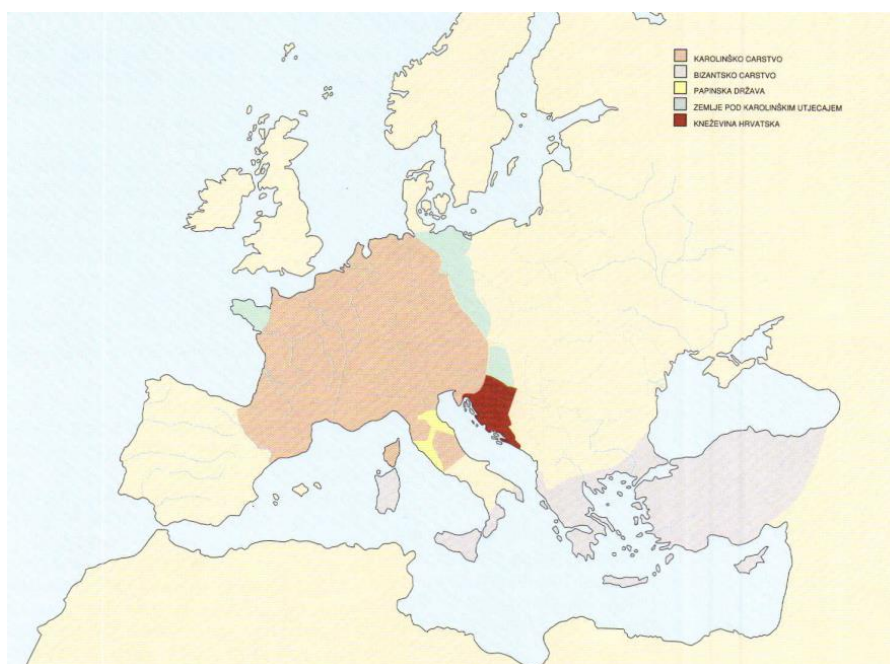 KAROLINŠKO CARSTVO
BIZANTSKO CARSTVO
PAPINSKA DRŽAVA
ZEMLJE POD KAROLINŠKIM UTJECAJEM
KNEŽEVINA HRVATSKA